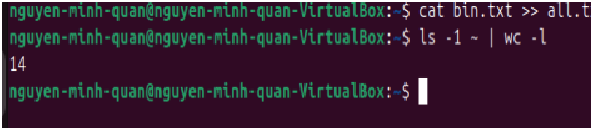 nguyen-minh-quan@nguyen-minh-quan-VirtualBox:~$ cat bin.txt >> all.t
nguyen-minh-quan@nguyen-minh-quan-VirtualBox:~$ ls -1 ~ | wc -l
14
nguyen-minh-quan@nguyen-minh-quan-VirtualBox:~$